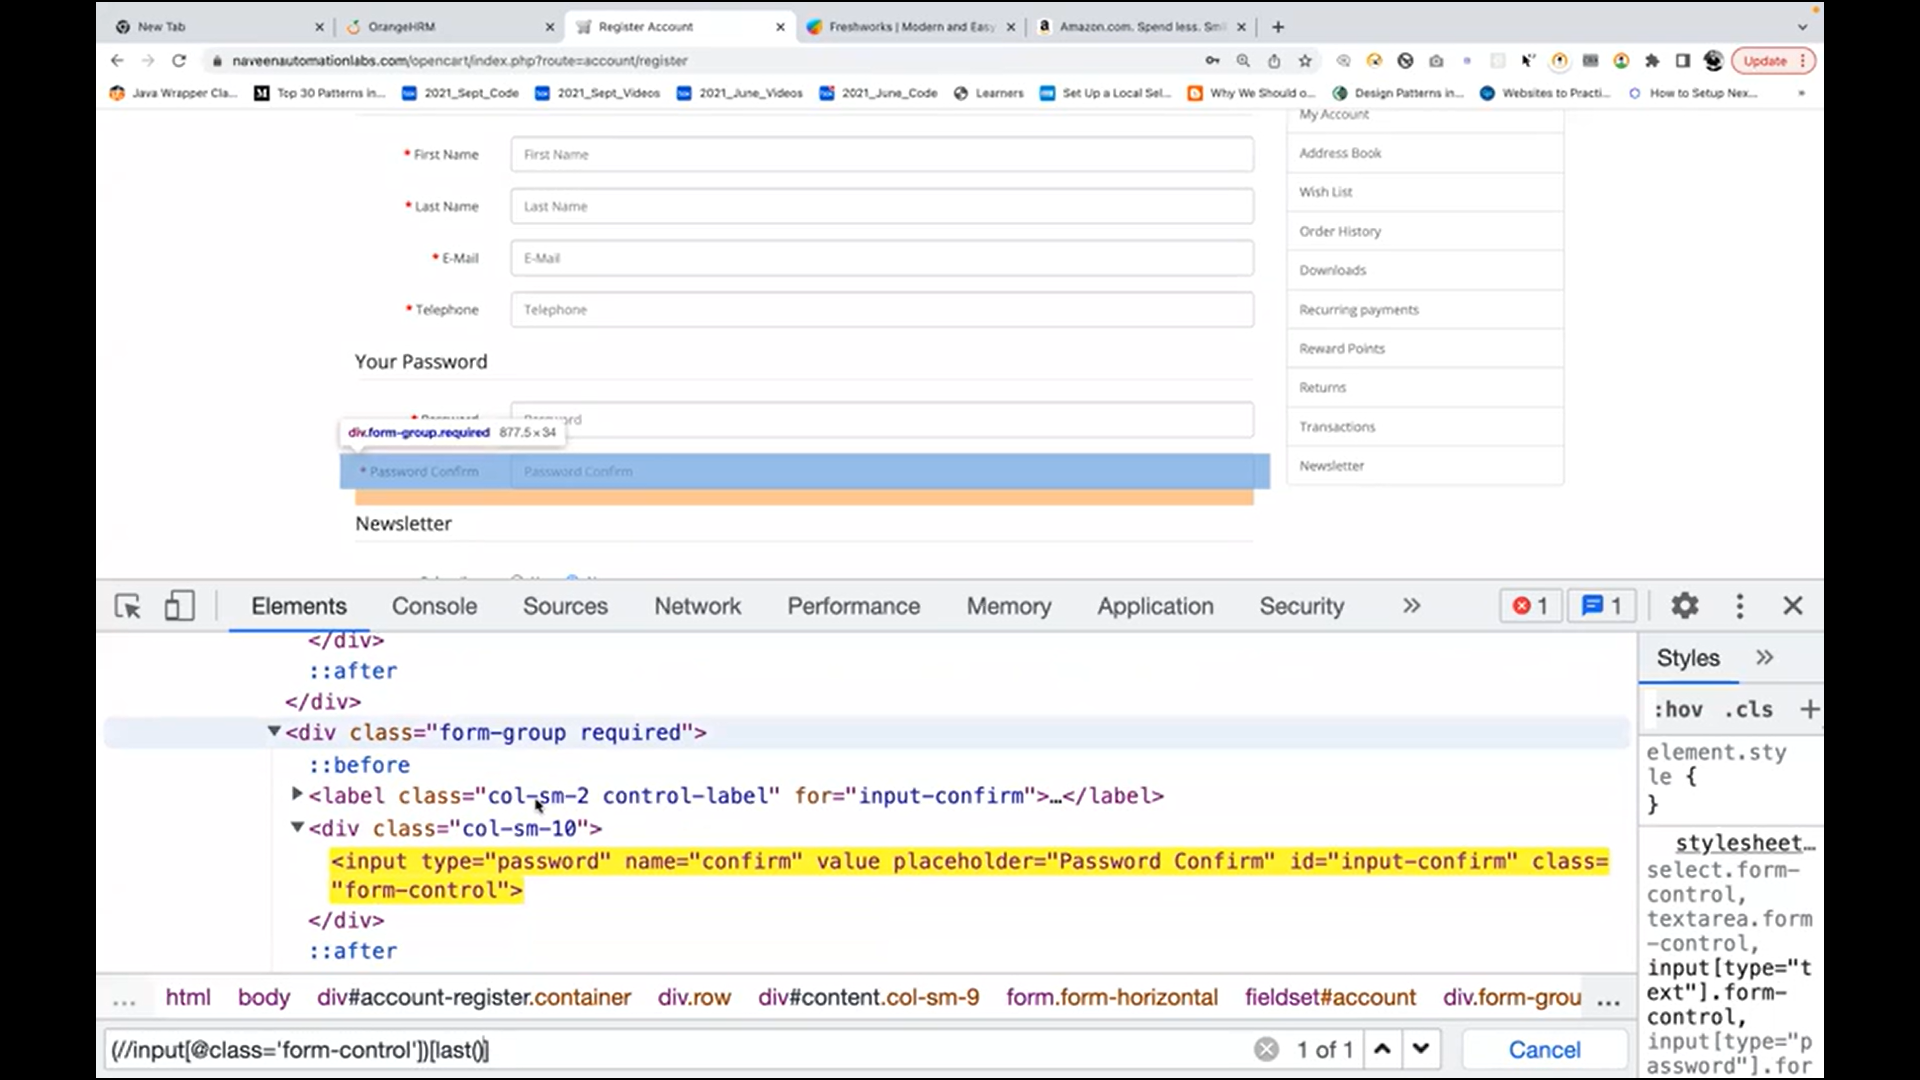 New Tab
OrangeHRM
Register Account
Freshworks | Modern and Easy
Amazon.com. Spend less. Smi
naveenautomationlabs.com/opencart/index.php?route=account/register
Update
Java Wrapper Cla...
Top 30 Patterns in...
2021_Sept_Code
2021_Sept_Videos
2021_June_Videos
2021_June_Code
Learners
Set Up a Local Sel...
Why We Should o...
Design Patterns in...
Websites to Practi...
How to Setup Nex...
»
My Account
* First Name
First Name
Address Book
* Last Name
Last Name
Wish List
Order History
* E-Mail
E-Mail
Downloads
* Telephone
Telephone
Recurring payments
Reward Points
Your Password
Returns
Transactions
div.form-group.required 877.5 × 34
* Password Confirm
Password Confirm
Newsletter
Newsletter
Elements
Console
Sources
Network
Performance
Memory
Application
Security
»
1
1
</div>
::after
</div>
<div class="form-group required">
::before
<label class="col-sm-2 control-label" for="input-confirm">…</label>
<div class="col-sm-10">
<input type="password" name="confirm" value placeholder="Password Confirm" id="input-confirm" class=
"form-control">
</div>
::after
Styles
»
:hov .cls +
element.sty
le {
}
stylesheet…
select.form-
control,
textarea.form
-control,
input[type="t
ext"].form-
control,
input[type="p
assword"].for
... html body div#account-register.container div.row div#content.col-sm-9 form.form-horizontal fieldset#account div.form-grou ...
(//input[@class='form-control'])[last()]
1 of 1
Cancel